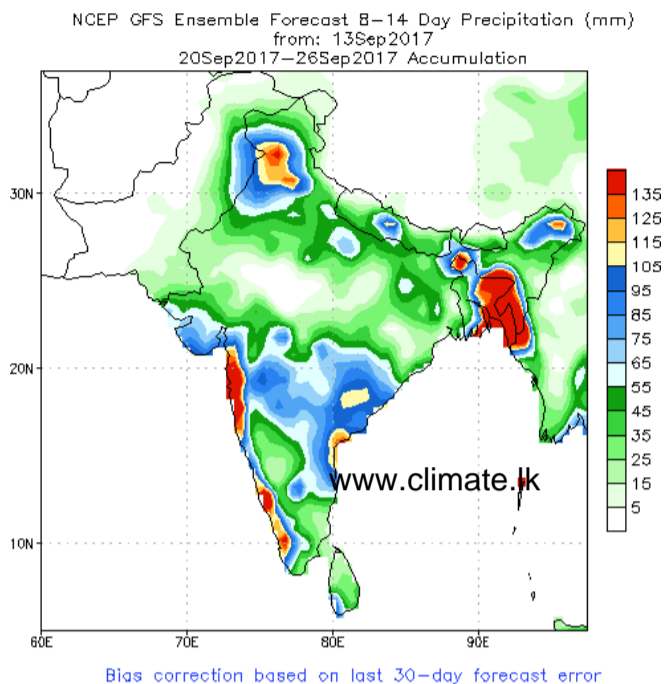 NCEP GFS Ensemble Forecast 8-14 Day Precipitation (mm)
from: 13Sep2017
20Sep2017-26Sep2017 Accumulation
30N
20N
10N
60E
70E
80E
90E
135
125
115
105
95
85
75
65
55
45
35
25
15
5
www.climate.lk
Bias correction based on last 30-day forecast error